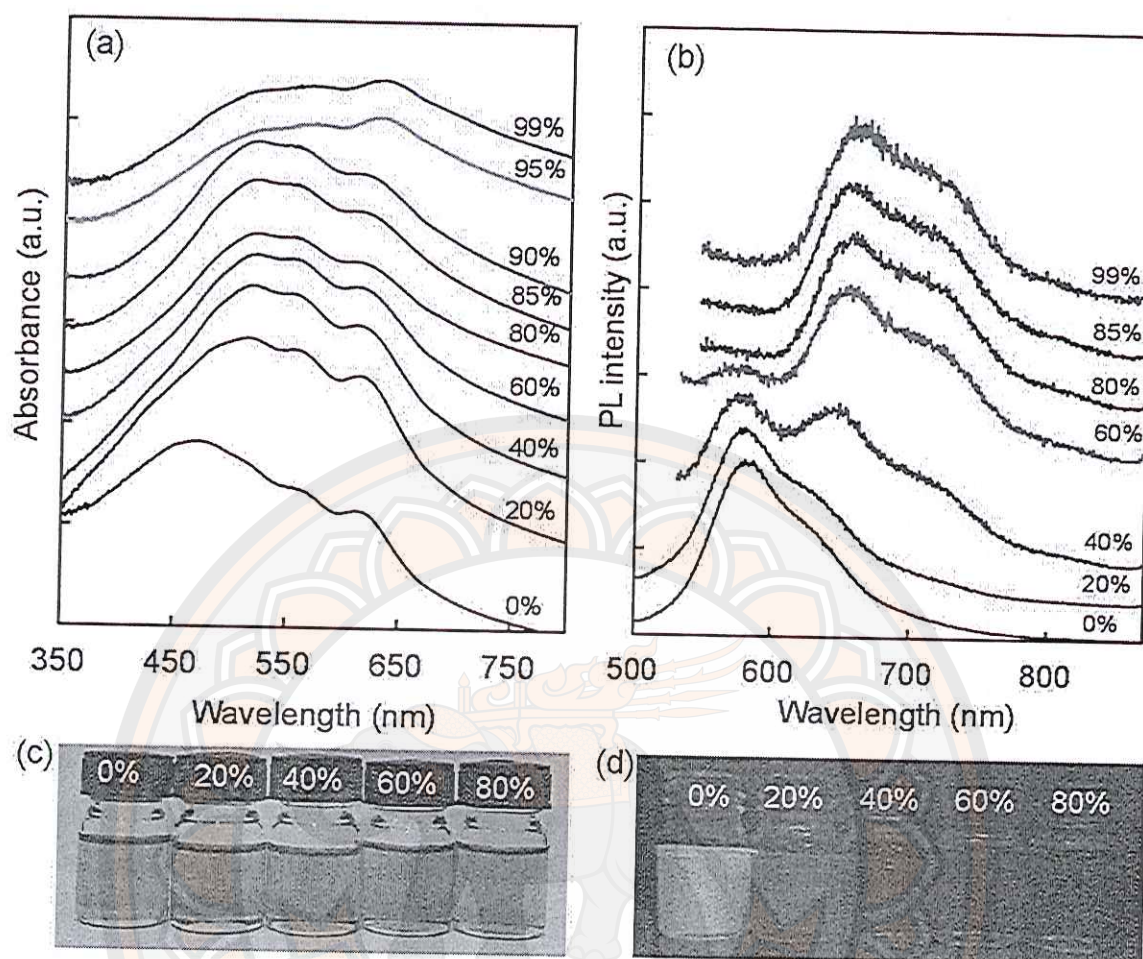 (a)
99%
95%
90%
85%
80%
60%
40%
20%
0%
Absorbance (a.u.)
350 450 550 650 750
Wavelength (nm)
(b)
99%
85%
80%
60%
40%
20%
0%
PL intensity (a.u.)
500 600 700 800
Wavelength (nm)
(c)
0% 20% 40% 60% 80%
(d)
0% 20% 40% 60% 80%